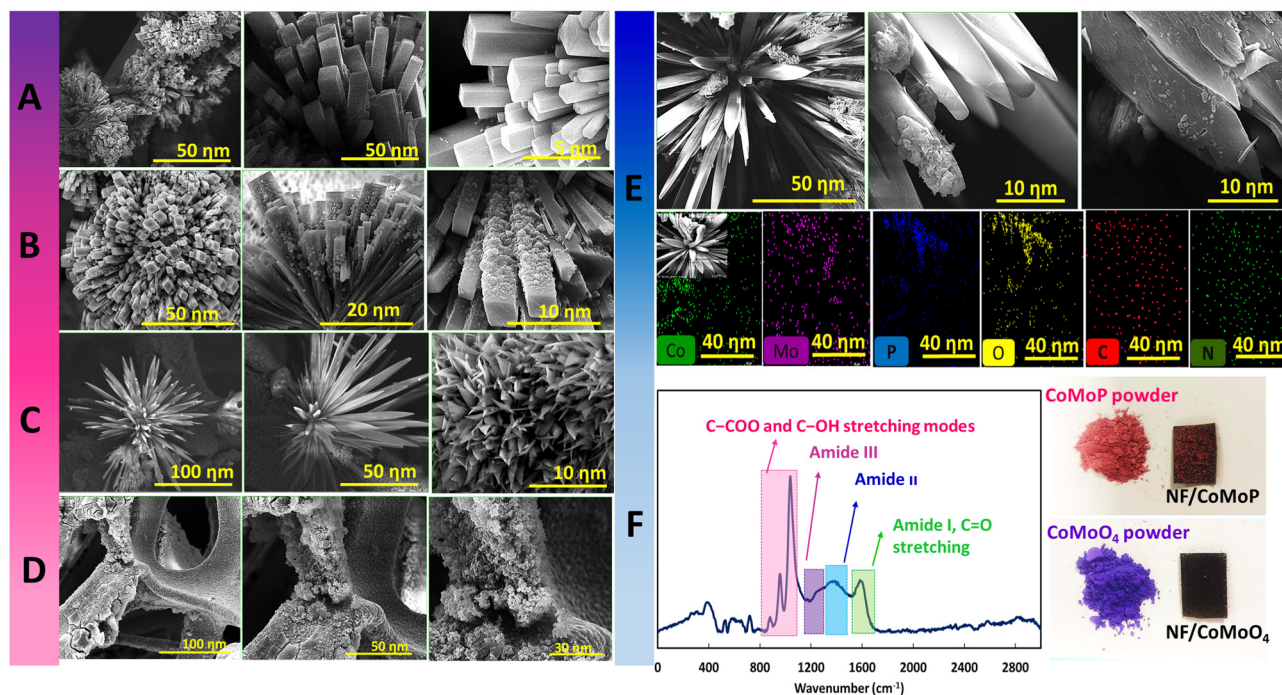 A
50 ηm
50 ηm
5 ηm
B
50 ηm
20 ηm
10 ηm
C
100 ηm
50 ηm
10 ηm
D
100 ηm
50 ηm
30 ηm
E
50 ηm
10 ηm
10 ηm
Co
40 ηm
Mo
40 ηm
P
40 ηm
O
40 ηm
C
40 ηm
N
40 ηm
F
C–COO and C–OH stretching modes
Amide III
Amide ıı
Amide I, C=O
stretching
0 400 800 1200 1600 2000 2400 2800
Wavenumber (cm⁻¹)
CoMoP powder
NF/CoMoP
CoMoO₄ powder
NF/CoMoO₄